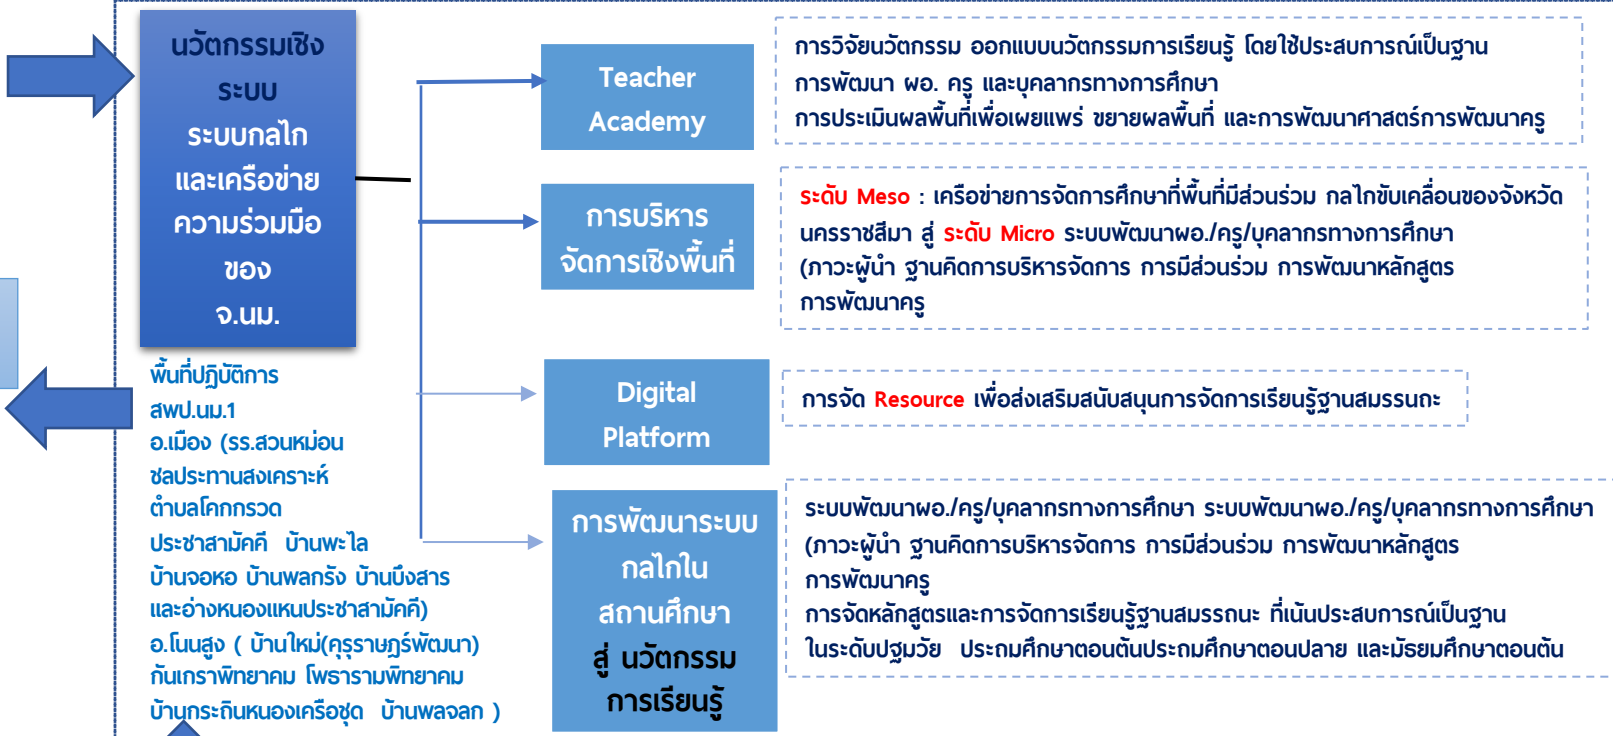 นวัตกรรมเชิง
ระบบ
ระบบกลไก
และเครือข่าย
ความร่วมมือ
ของ
จ.นม.
พื้นที่ปฏิบัติการ
สพป.นม.1
อ.เมือง (รร.สวนหม่อน
ชลประทานสงเคราะห์
ตำบลโคกกรวด
ประชาสามัคคี บ้านพะไล
บ้านจอหอ บ้านพลกรัง บ้านบึงสาร
และอ่างหนองแหนประชาสามัคคี)
อ.โนนสูง ( บ้านใหม่(คุรุราษฎร์พัฒนา)
กันเกราพิทยาคม โพธารามพิทยาคม
บ้านกระถินหนองเครือชุด บ้านพลจลก )
Teacher
Academy
การวิจัยนวัตกรรม ออกแบบนวัตกรรมการเรียนรู้ โดยใช้ประสบการณ์เป็นฐาน
การพัฒนา ผอ. ครู และบุคลากรทางการศึกษา
การประเมินผลพื้นที่เพื่อเผยแพร่ ขยายผลพื้นที่ และการพัฒนาศาสตร์การพัฒนาครู
การบริหาร
จัดการเชิงพื้นที่
ระดับ Meso : เครือข่ายการจัดการศึกษาที่พื้นที่มีส่วนร่วม กลไกขับเคลื่อนของจังหวัด
นครราชสีมา สู่ ระดับ Micro ระบบพัฒนาผอ./ครู/บุคลากรทางการศึกษา
(ภาวะผู้นำ ฐานคิดการบริหารจัดการ การมีส่วนร่วม การพัฒนาหลักสูตร
การพัฒนาครู
Digital
Platform
การจัด Resource เพื่อส่งเสริมสนับสนุนการจัดการเรียนรู้ฐานสมรรนถะ
การพัฒนาระบบ
กลไกใน
สถานศึกษา
สู่ นวัตกรรม
การเรียนรู้
ระบบพัฒนาผอ./ครู/บุคลากรทางการศึกษา ระบบพัฒนาผอ./ครู/บุคลากรทางการศึกษา
(ภาวะผู้นำ ฐานคิดการบริหารจัดการ การมีส่วนร่วม การพัฒนาหลักสูตร
การพัฒนาครู
การจัดหลักสูตรและการจัดการเรียนรู้ฐานสมรรถนะ ที่เน้นประสบการณ์เป็นฐาน
ในระดับปฐมวัย ประถมศึกษาตอนต้นประถมศึกษาตอนปลาย และมัธยมศึกษาตอนต้น